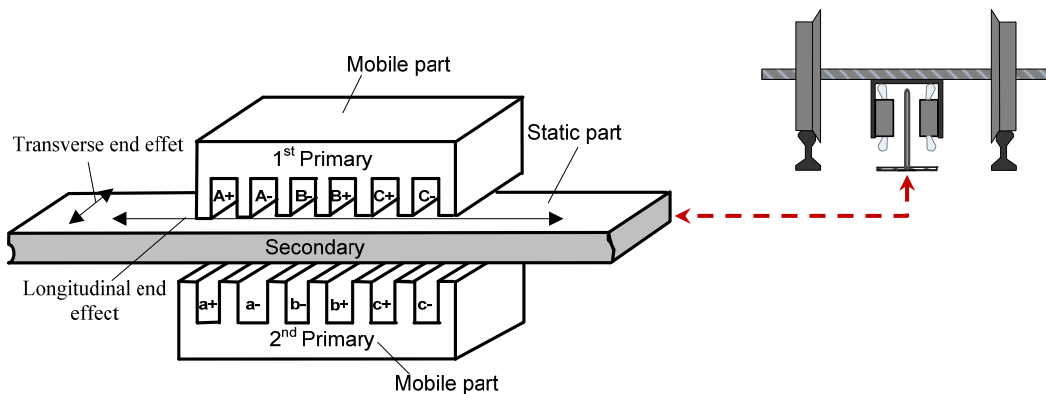 Mobile part
Transverse end effet
Static part
1st Primary
A+ A- B- B+ C+ C-
Secondary
Longitudinal end
effect
a+ a- b- b+ c+ c-
2nd Primary
Mobile part